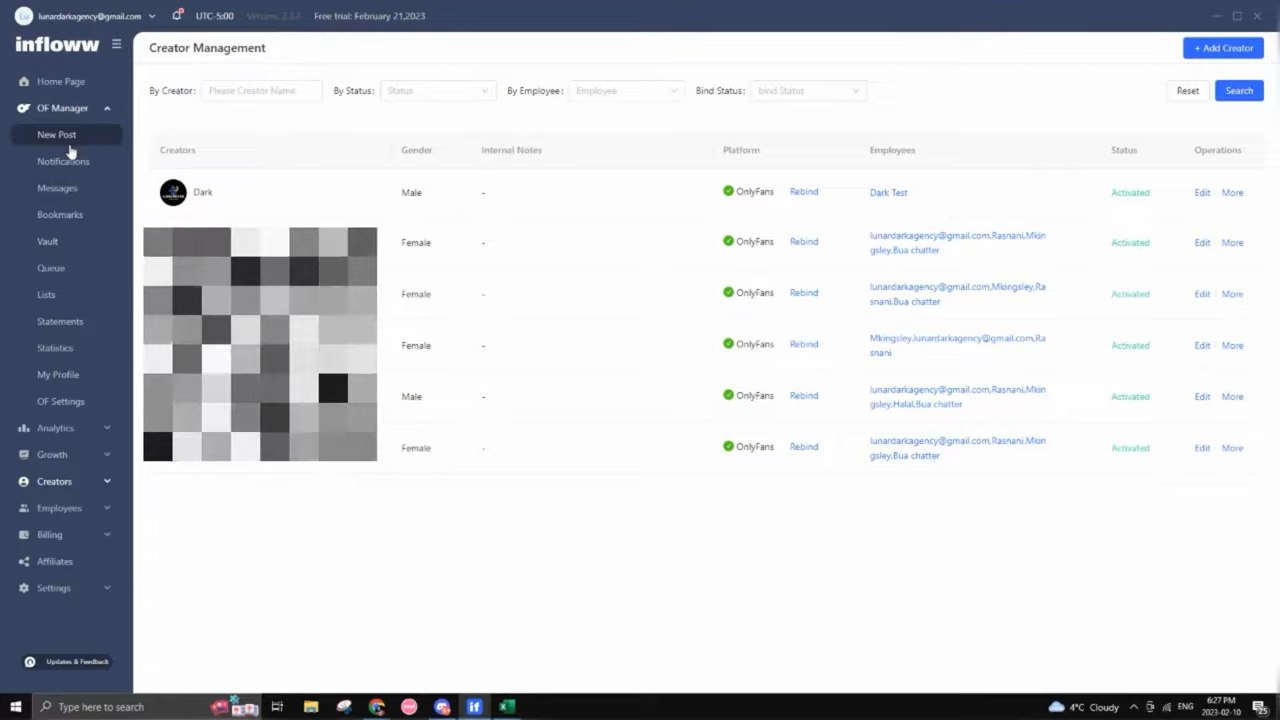 Lu lunardarkagency@gmail.com UTC-5:00 Version: 2.3.7 Free trial: February 21,2023
infloww
Creator Management
+ Add Creator
By Creator: Please Creator Name By Status: Status By Employee: Employee Bind Status: bind Status Reset Search
Home Page
OF Manager
New Post
Notifications
Messages
Bookmarks
Vault
Queue
Lists
Statements
Statistics
My Profile
OF Settings
Analytics
Growth
Creators
Employees
Billing
Affiliates
Settings
Updates & Feedback
Creators Gender Internal Notes Platform Employees Status Operations
Dark Male - OnlyFans Rebind Dark Test Activated Edit More
Female - OnlyFans Rebind lunardarkagency@gmail.com,Rasnani,Mkin
gsley,Bua chatter Activated Edit More
Female - OnlyFans Rebind lunardarkagency@gmail.com,Mkingsley,Ra
snani,Bua chatter Activated Edit More
Female - OnlyFans Rebind Mkingsley,lunardarkagency@gmail.com,Ra
snani Activated Edit More
Male - OnlyFans Rebind lunardarkagency@gmail.com,Rasnani,Mkin
gsley,Halal,Bua chatter Activated Edit More
Female - OnlyFans Rebind lunardarkagency@gmail.com,Rasnani,Mkin
gsley,Bua chatter Activated Edit More
Type here to search
4°C Cloudy ENG 6:27 PM
2023-02-10
25